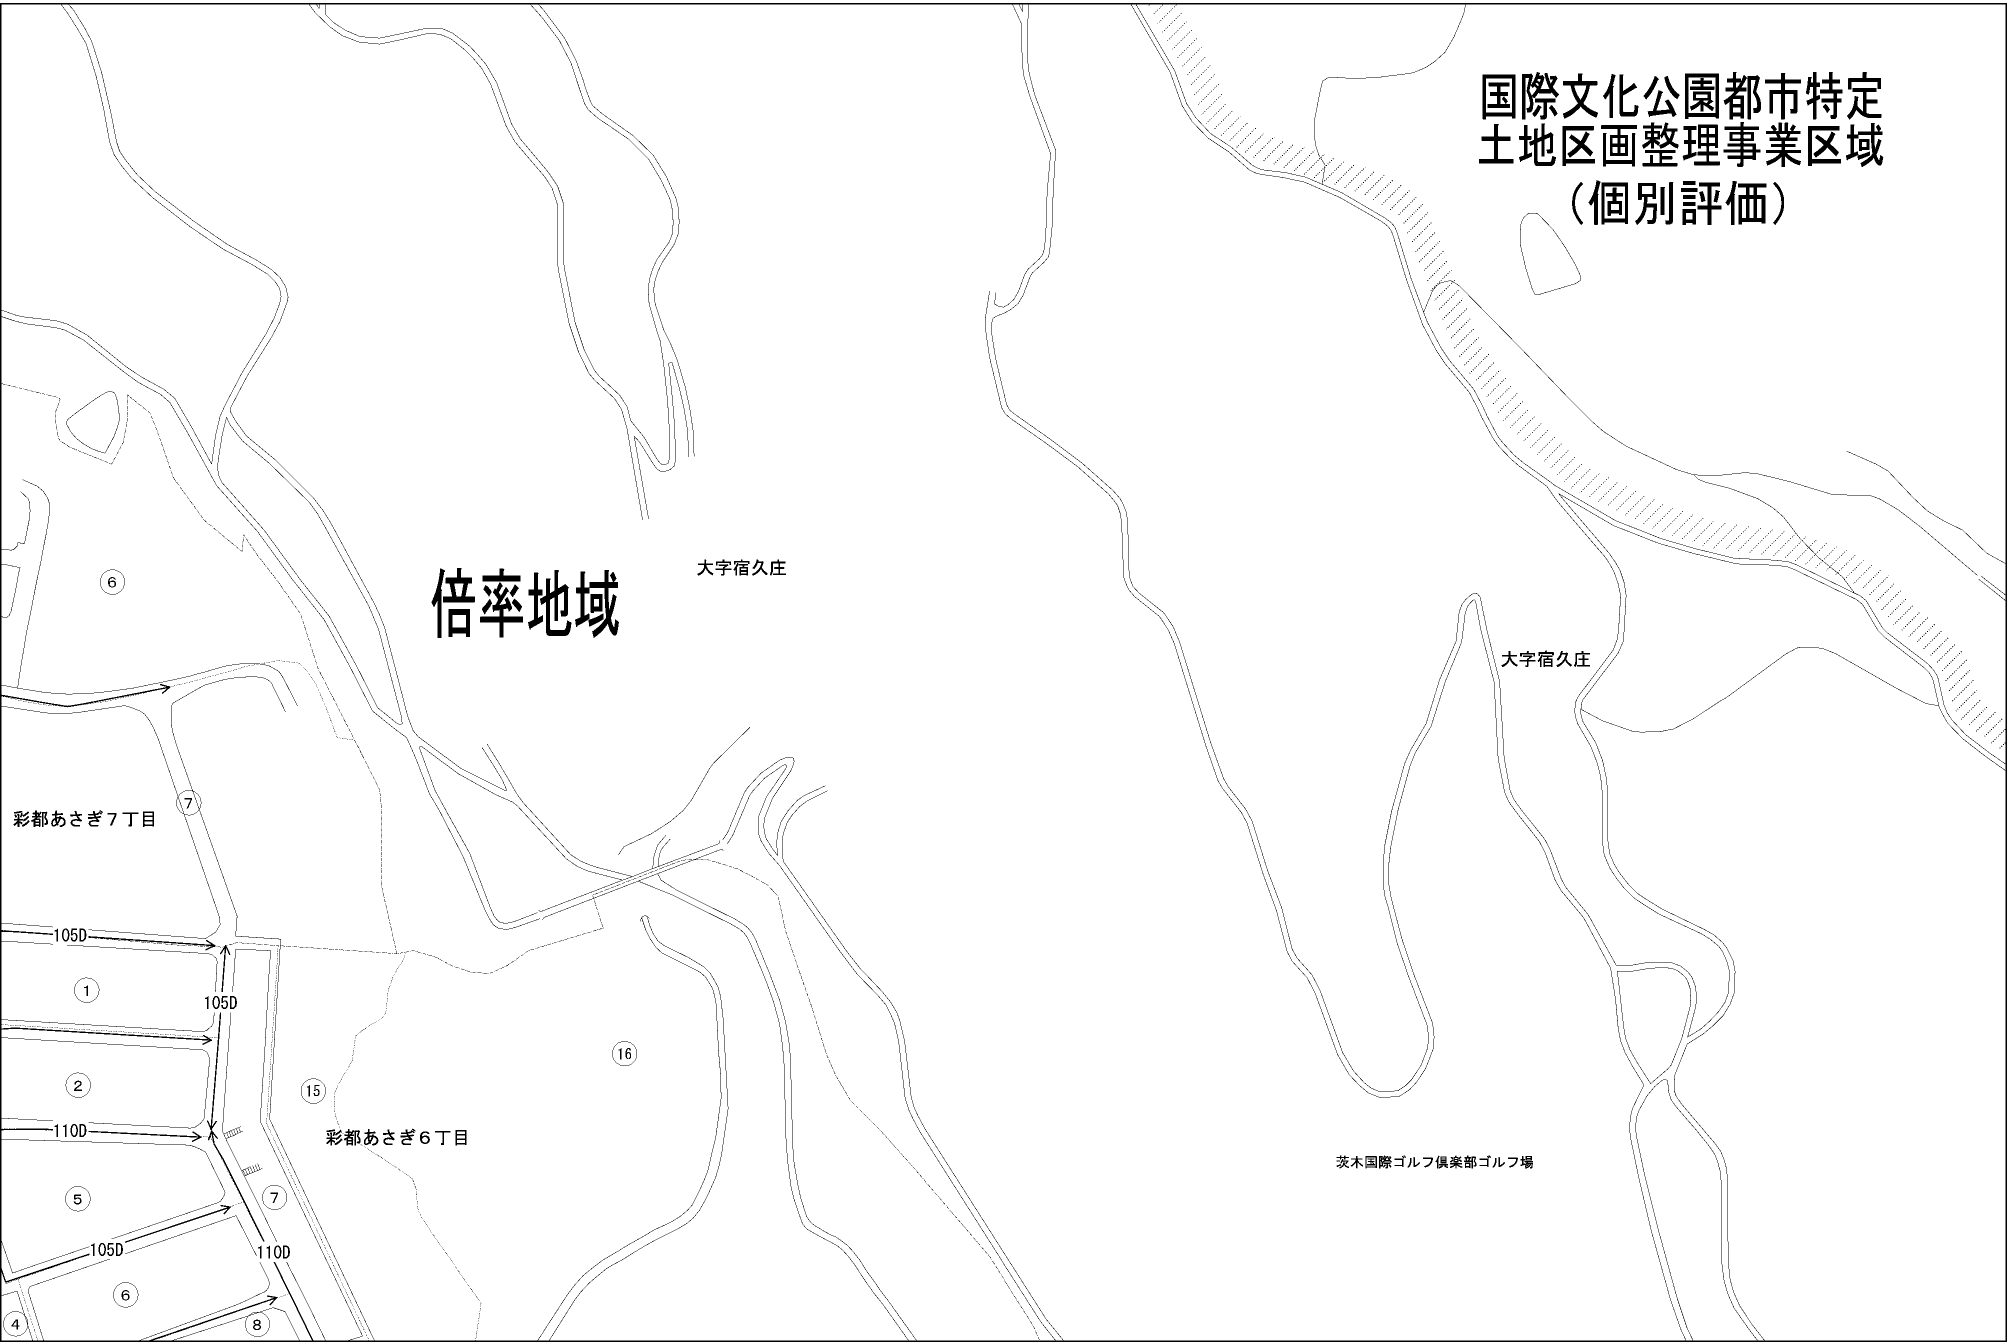 国際文化公園都市特定
土地区画整理事業区域
（個別評価）
大字宿久庄
倍率地域
6
大字宿久庄
7
彩都あさぎ７丁目
105D
1
105D
16
2
15
110D
彩都あさぎ６丁目
茨木国際ゴルフ倶楽部ゴルフ場
5
7
105D
110D
6
4
8